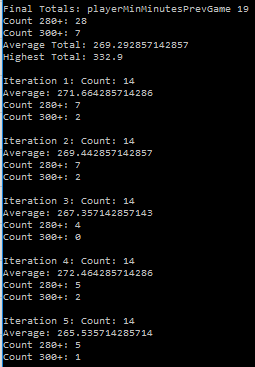 Final Totals: playerMinMinutesPrevGame 19
Count 280+: 28
Count 300+: 7
Average Total: 269.292857142857
Highest Total: 332.9

Iteration 1: Count: 14
Average: 271.664285714286
Count 280+: 7
Count 300+: 2

Iteration 2: Count: 14
Average: 269.442857142857
Count 280+: 7
Count 300+: 2

Iteration 3: Count: 14
Average: 267.357142857143
Count 280+: 4
Count 300+: 0

Iteration 4: Count: 14
Average: 272.464285714286
Count 280+: 5
Count 300+: 2

Iteration 5: Count: 14
Average: 265.535714285714
Count 280+: 5
Count 300+: 1